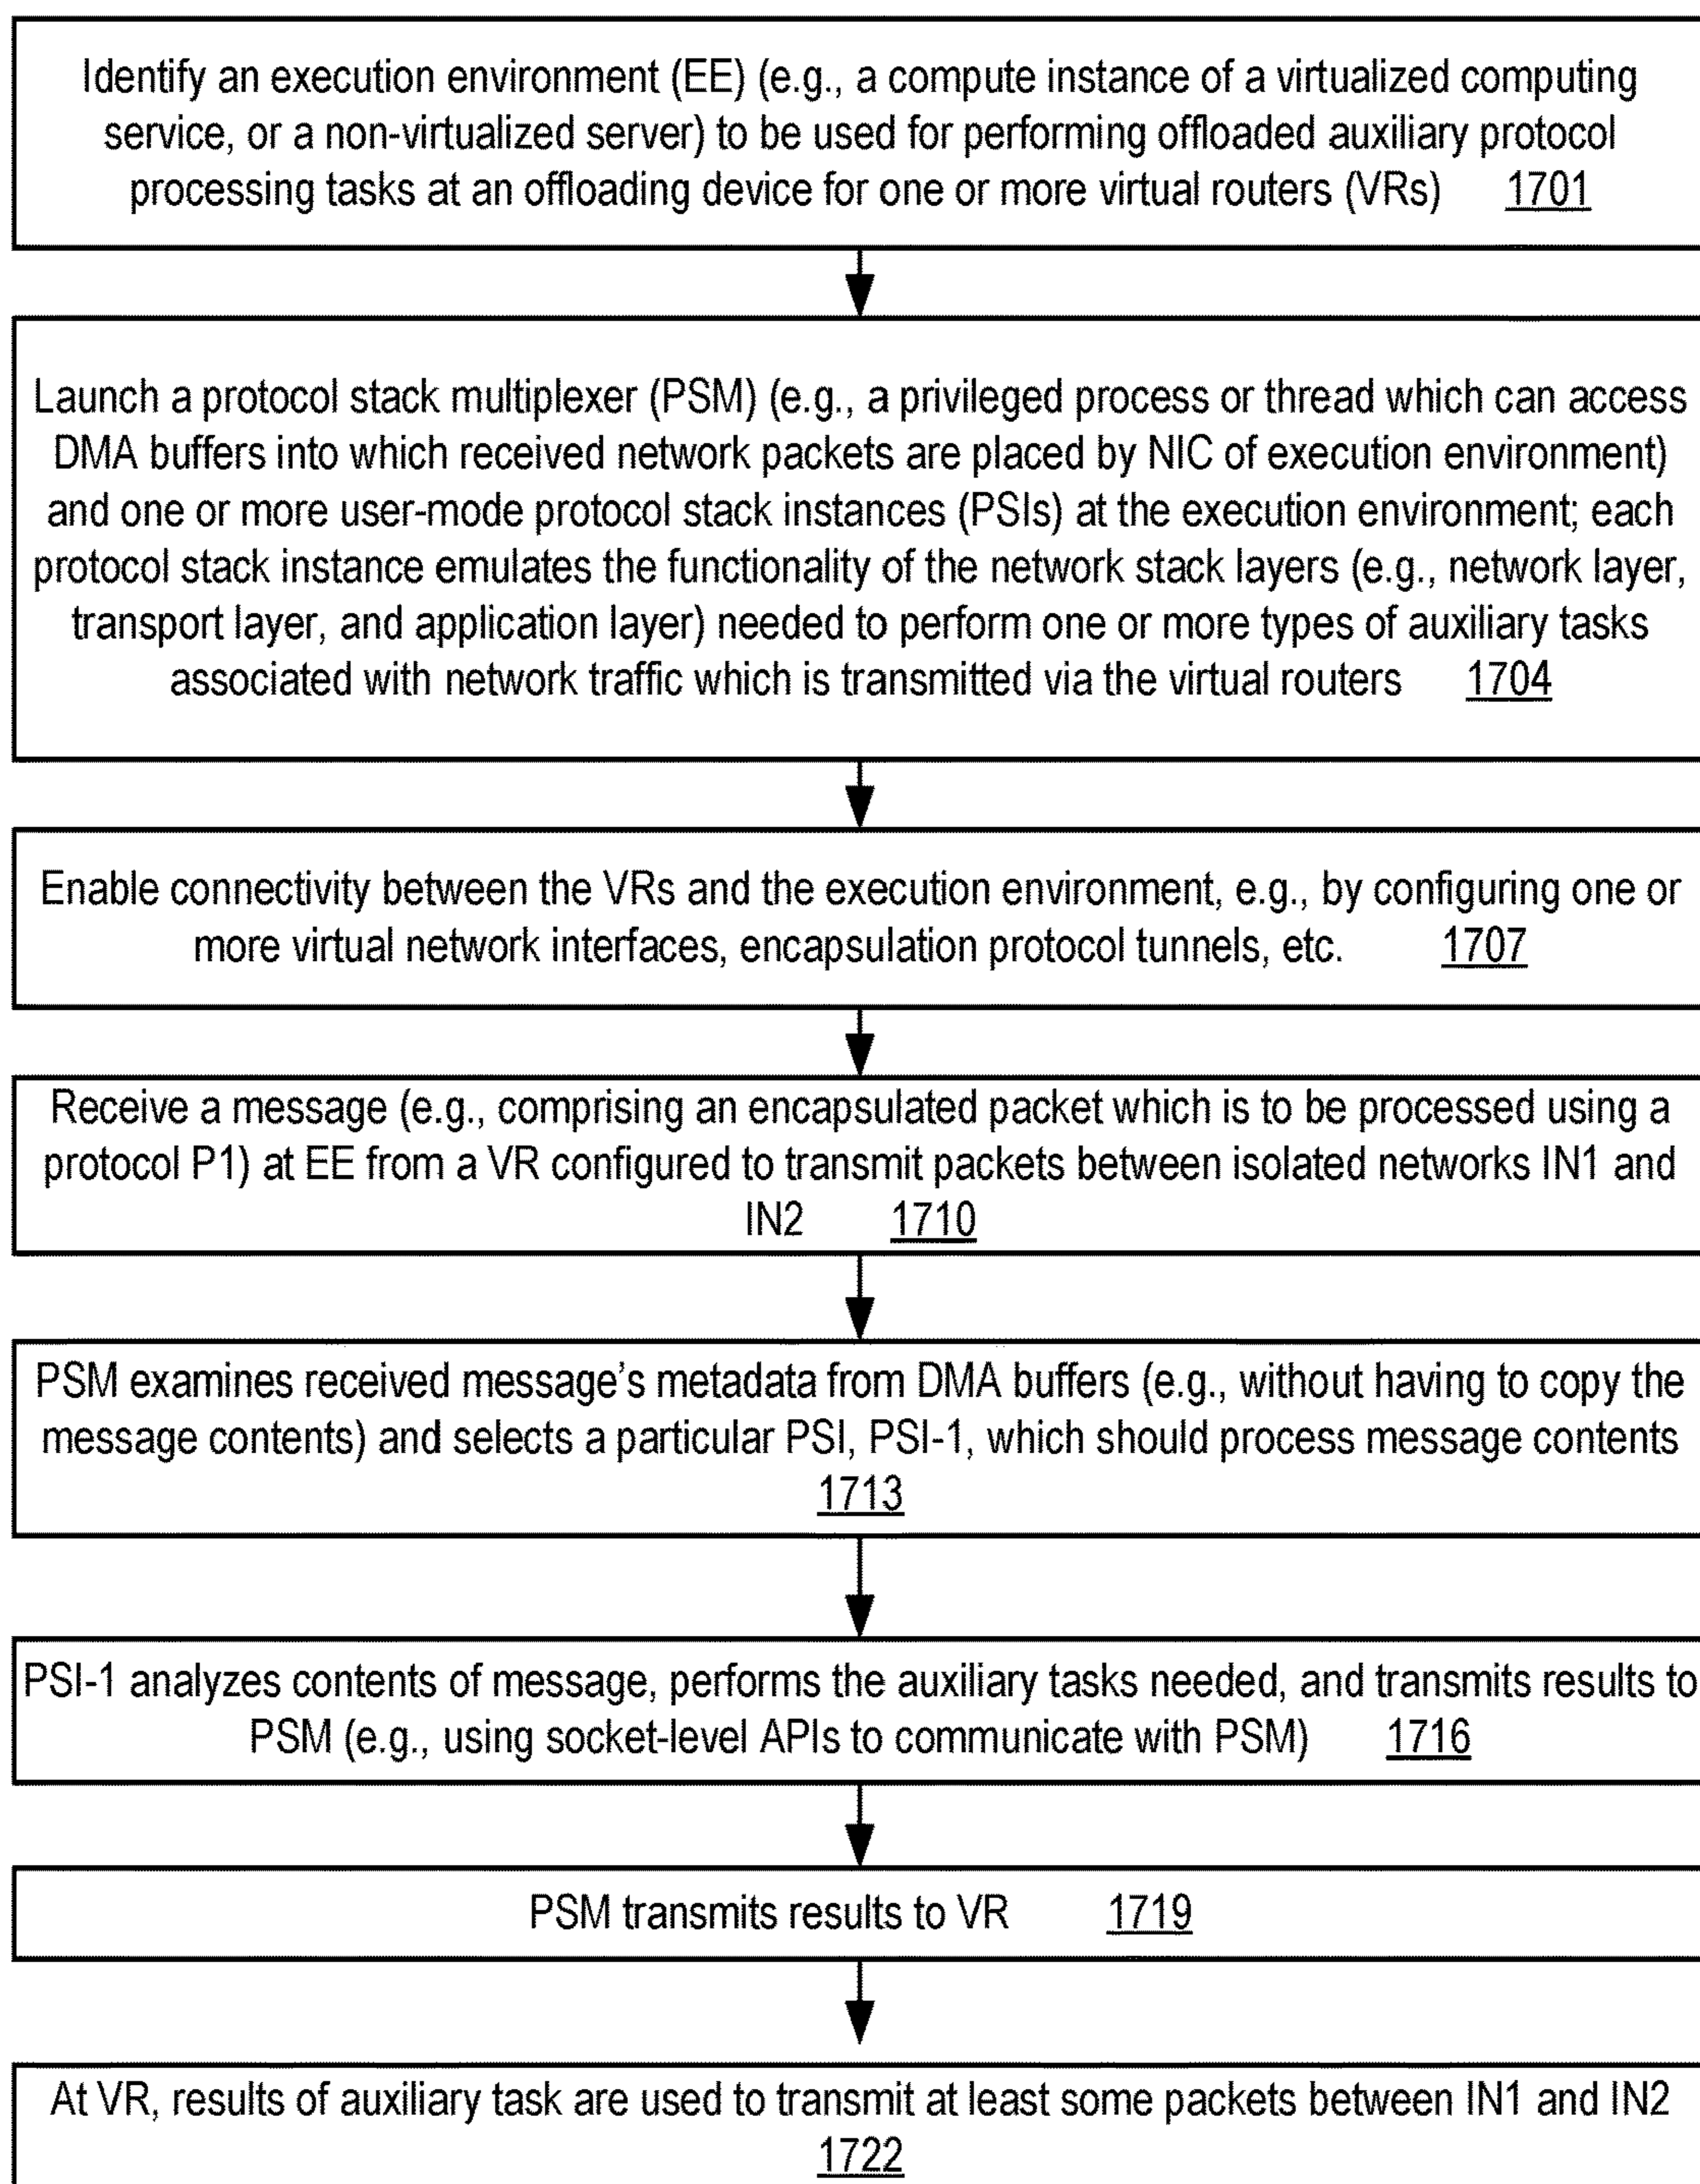 Identify an execution environment (EE) (e.g., a compute instance of a virtualized computing
service, or a non-virtualized server) to be used for performing offloaded auxiliary protocol
processing tasks at an offloading device for one or more virtual routers (VRs) 1701
Launch a protocol stack multiplexer (PSM) (e.g., a privileged process or thread which can access
DMA buffers into which received network packets are placed by NIC of execution environment)
and one or more user-mode protocol stack instances (PSIs) at the execution environment; each
protocol stack instance emulates the functionality of the network stack layers (e.g., network layer,
transport layer, and application layer) needed to perform one or more types of auxiliary tasks
associated with network traffic which is transmitted via the virtual routers 1704
Enable connectivity between the VRs and the execution environment, e.g., by configuring one or
more virtual network interfaces, encapsulation protocol tunnels, etc. 1707
Receive a message (e.g., comprising an encapsulated packet which is to be processed using a
protocol P1) at EE from a VR configured to transmit packets between isolated networks IN1 and
IN2 1710
PSM examines received message's metadata from DMA buffers (e.g., without having to copy the
message contents) and selects a particular PSI, PSI-1, which should process message contents
1713
PSI-1 analyzes contents of message, performs the auxiliary tasks needed, and transmits results to
PSM (e.g., using socket-level APIs to communicate with PSM) 1716
PSM transmits results to VR 1719
At VR, results of auxiliary task are used to transmit at least some packets between IN1 and IN2
1722